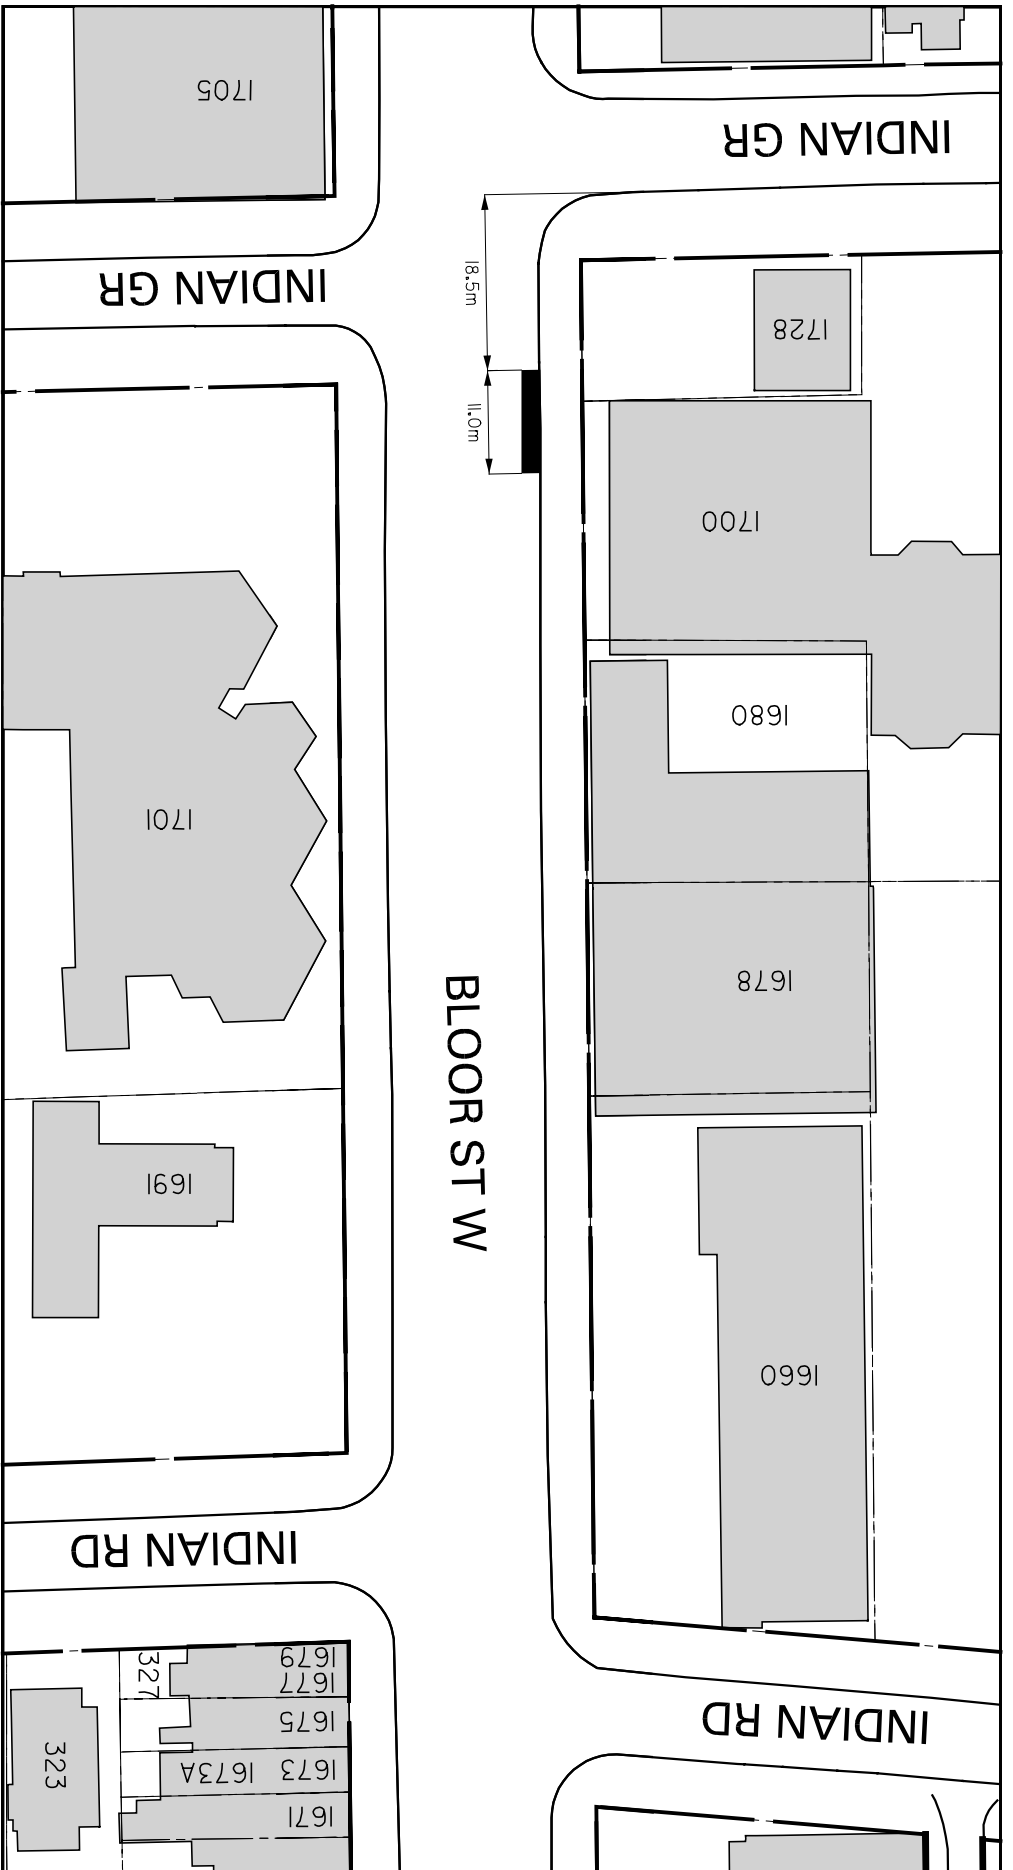 1705
INDIAN GR
INDIAN GR
18.5m
11.0m
1728
1700
1680
1701
1678
BLOOR ST W
1691
1660
INDIAN RD
INDIAN RD
327
1679
1677
1675
1673A 1673
323
1671